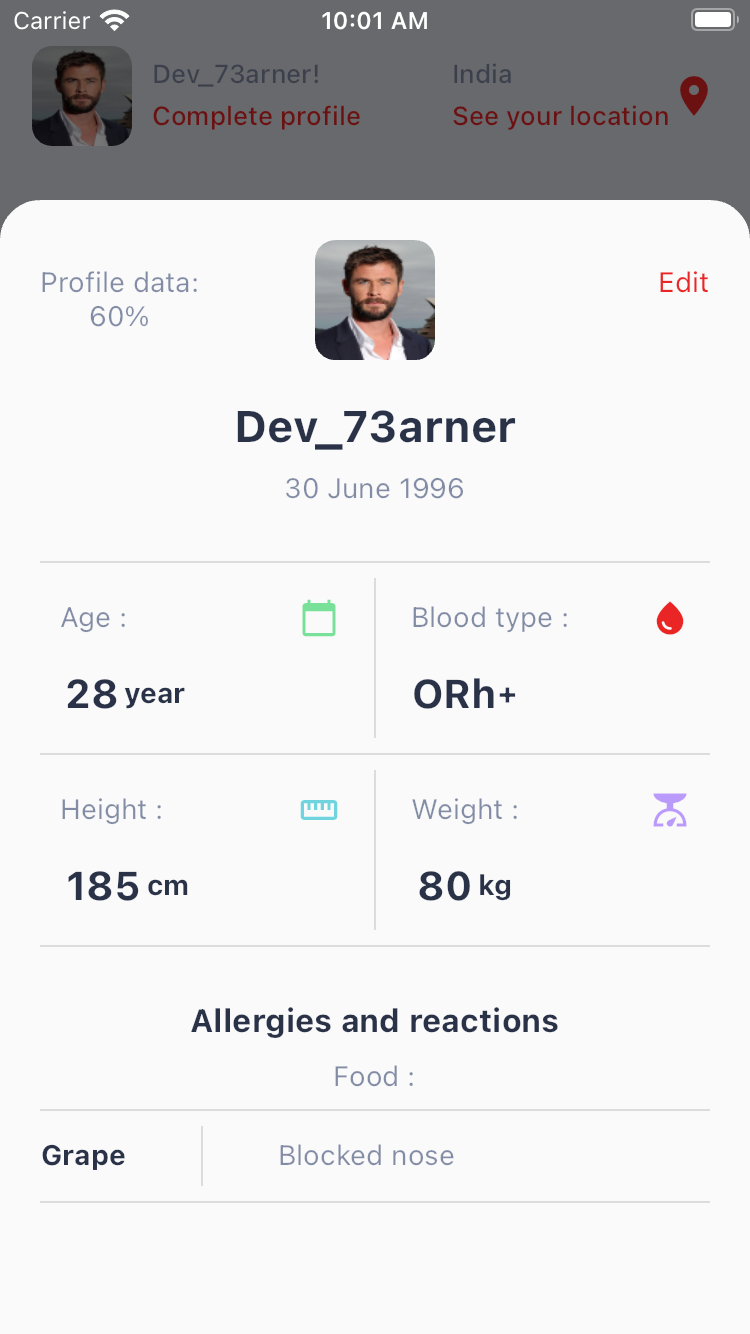 Carrier 10:01 AM
Dev_73arner! India
Complete profile See your location
Profile data: Edit
60%
Dev_73arner
30 June 1996
Age : Blood type :
28 year ORh+
Height : Weight :
185 cm 80 kg
Allergies and reactions
Food :
Grape Blocked nose